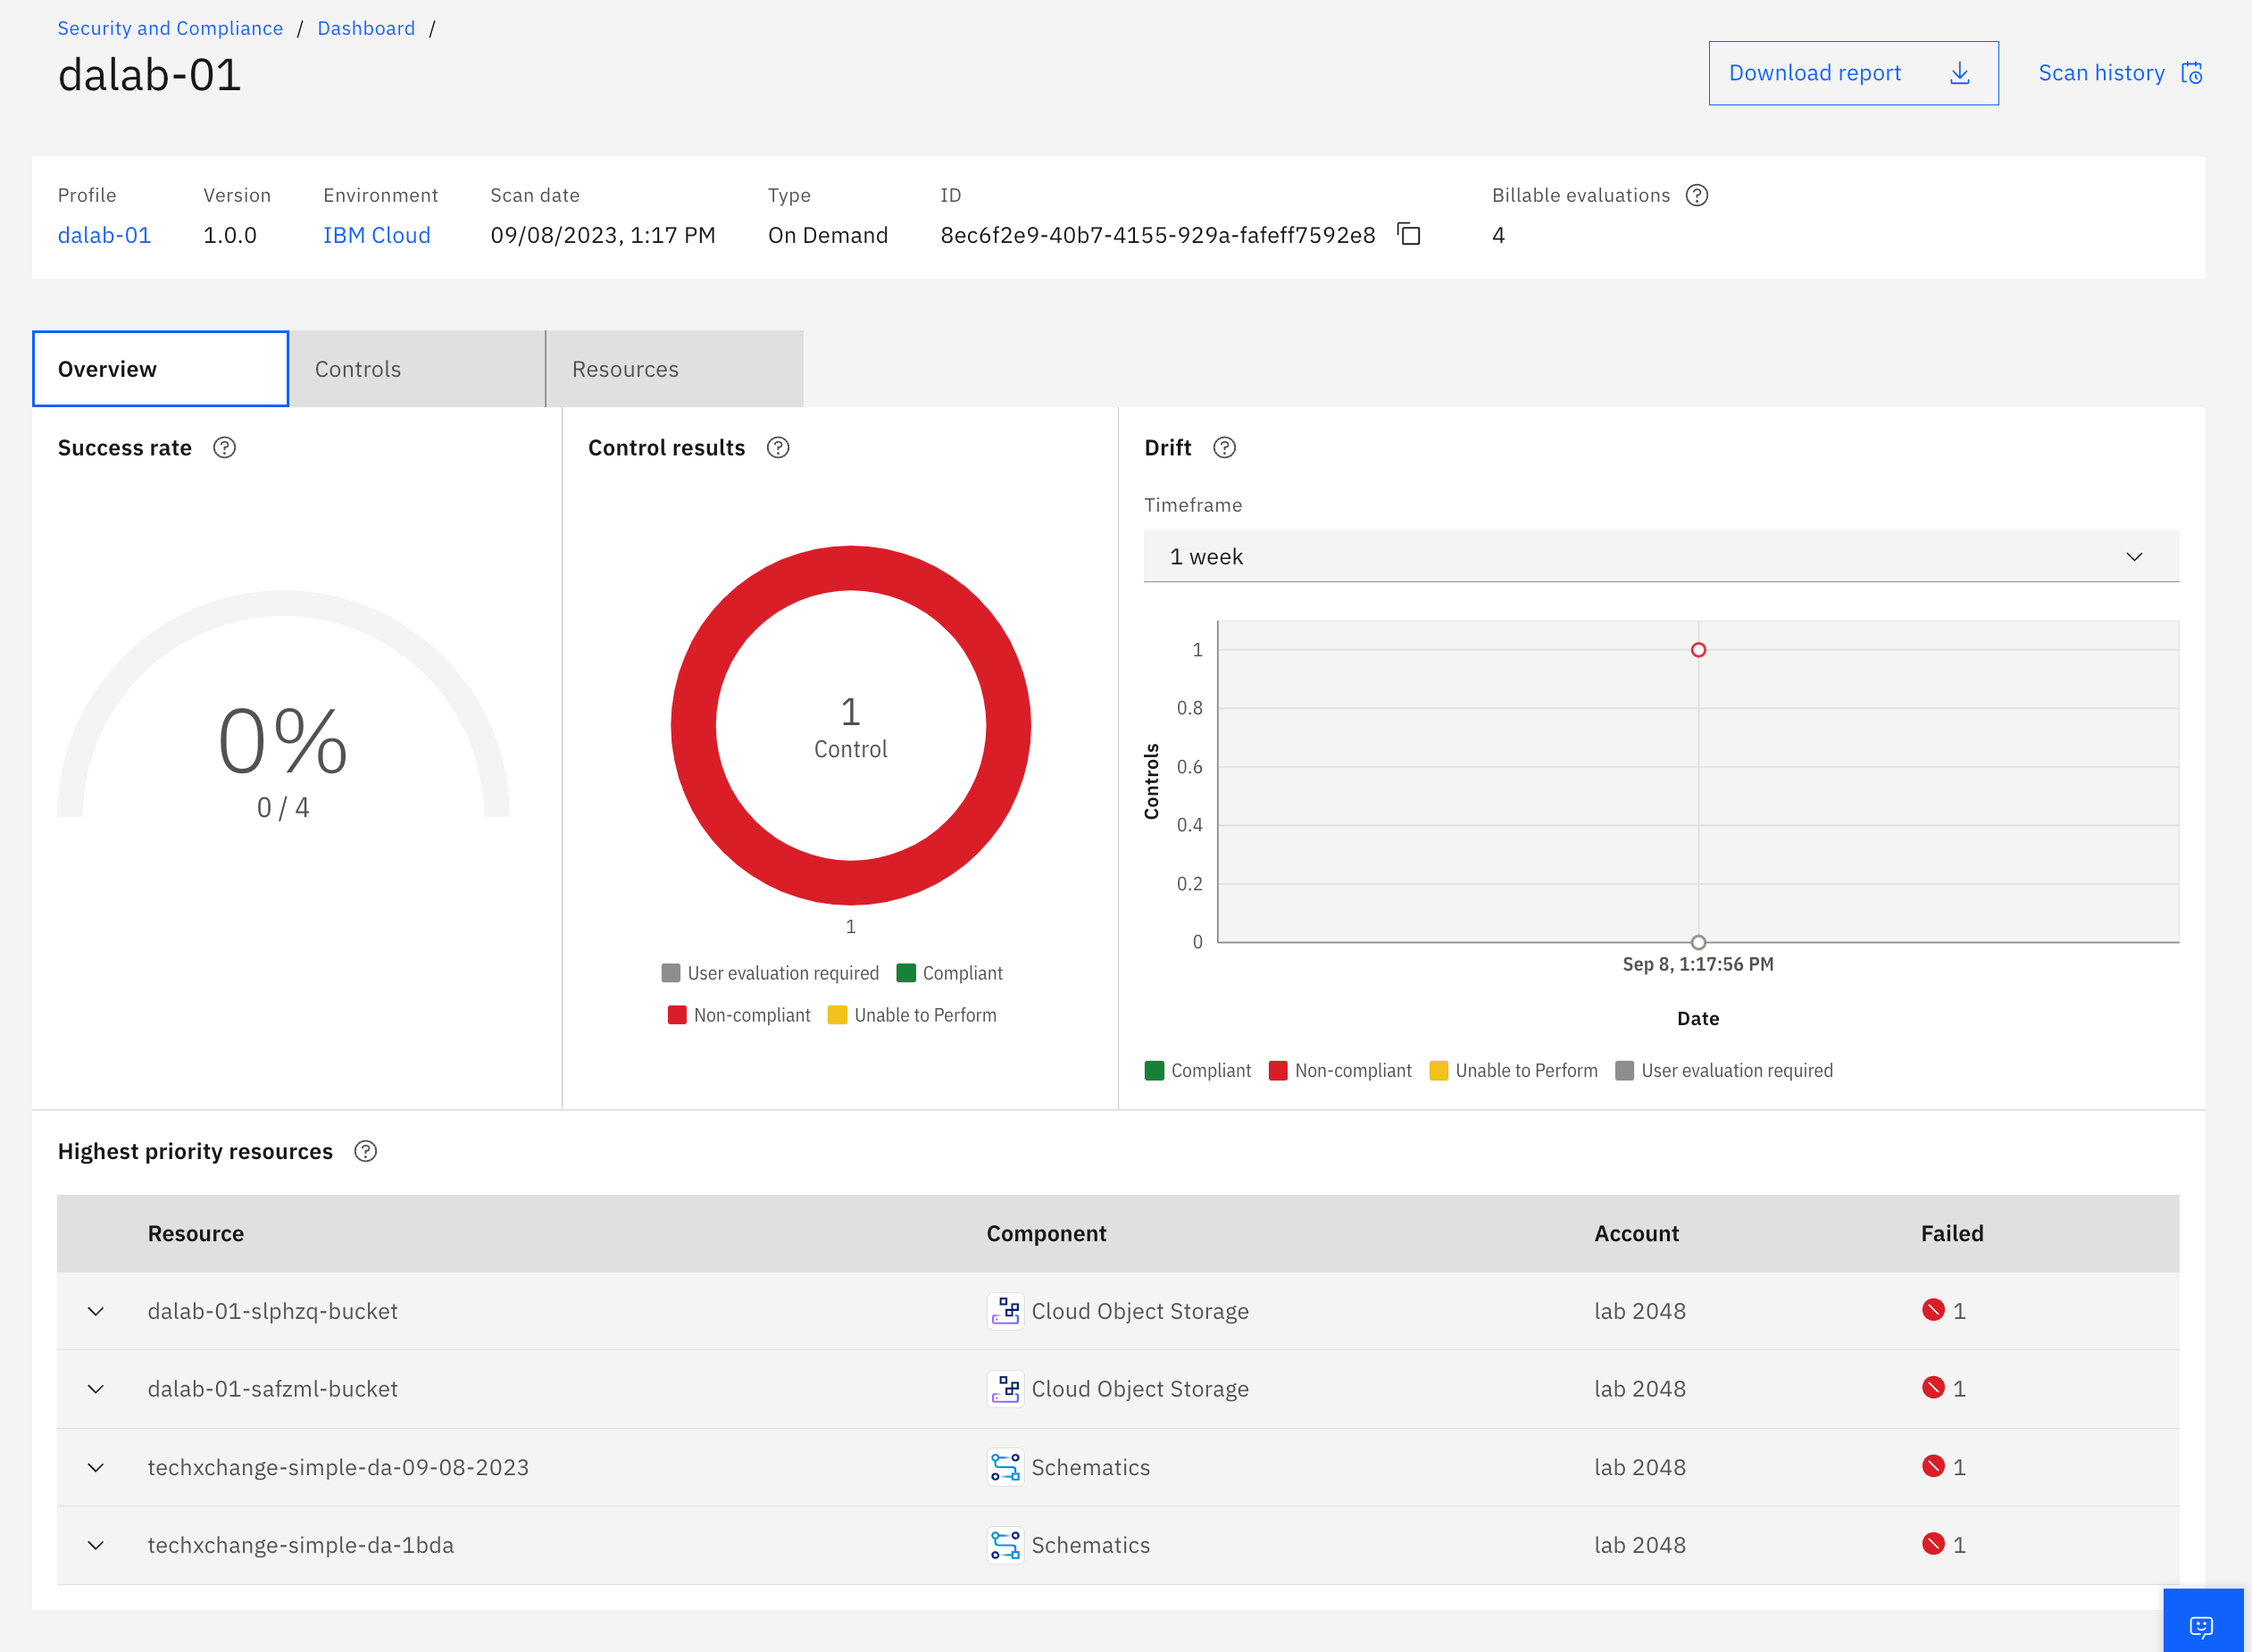 Security and Compliance / Dashboard /
dalab-01
Download report
Scan history
Profile Version Environment Scan date Type ID Billable evaluations
dalab-01 1.0.0 IBM Cloud 09/08/2023, 1:17 PM On Demand 8ec6f2e9-40b7-4155-929a-fafeff7592e8 4
Overview Controls Resources
Success rate
0%
0 / 4
Control results
1
Control
1
User evaluation required Compliant
Non-compliant Unable to Perform
Drift
Timeframe
1 week
Controls
1
0.8
0.6
0.4
0.2
0
Sep 8, 1:17:56 PM
Date
Compliant Non-compliant Unable to Perform User evaluation required
Highest priority resources
Resource Component Account Failed
dalab-01-slphzq-bucket Cloud Object Storage lab 2048 1
dalab-01-safzml-bucket Cloud Object Storage lab 2048 1
techxchange-simple-da-09-08-2023 Schematics lab 2048 1
techxchange-simple-da-1bda Schematics lab 2048 1